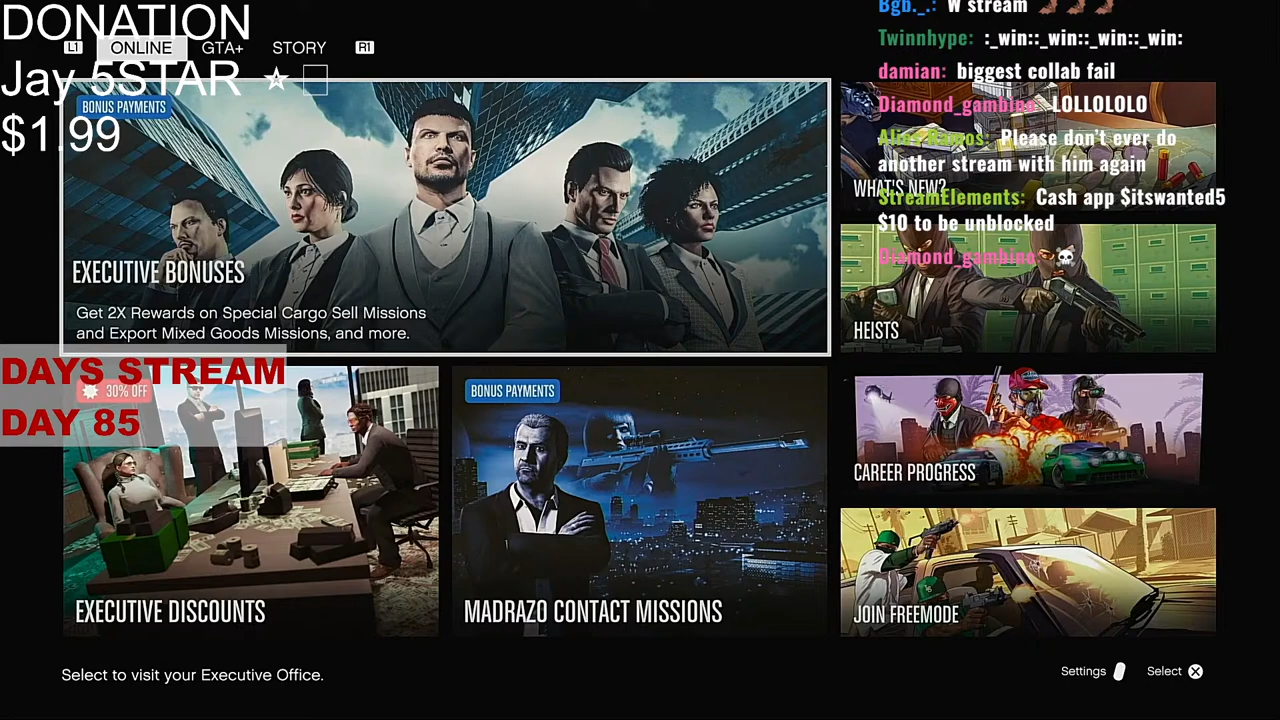 DONATION
Jay 5STAR ☆ □
$1.99
L1 ONLINE GTA+ STORY R1
BONUS PAYMENTS
EXECUTIVE BONUSES
Get 2X Rewards on Special Cargo Sell Missions
and Export Mixed Goods Missions, and more.
Bgb._.: W stream
Twinnhype: :_win::_win::_win::_win:
damian: biggest collab fail
Diamond_gambino: LOLLOLOLO
Ramos: Please don't ever do
another stream with him again
WHAT'S NEW?
StreamElements: Cash app $itswanted5
$10 to be unblocked
Diamond_gambino: ☠
HEISTS
DAYS STREAM
DAY 85
30% OFF
EXECUTIVE DISCOUNTS
BONUS PAYMENTS
MADRAZO CONTACT MISSIONS
CAREER PROGRESS
JOIN FREEMODE
Select to visit your Executive Office.
Settings
Select